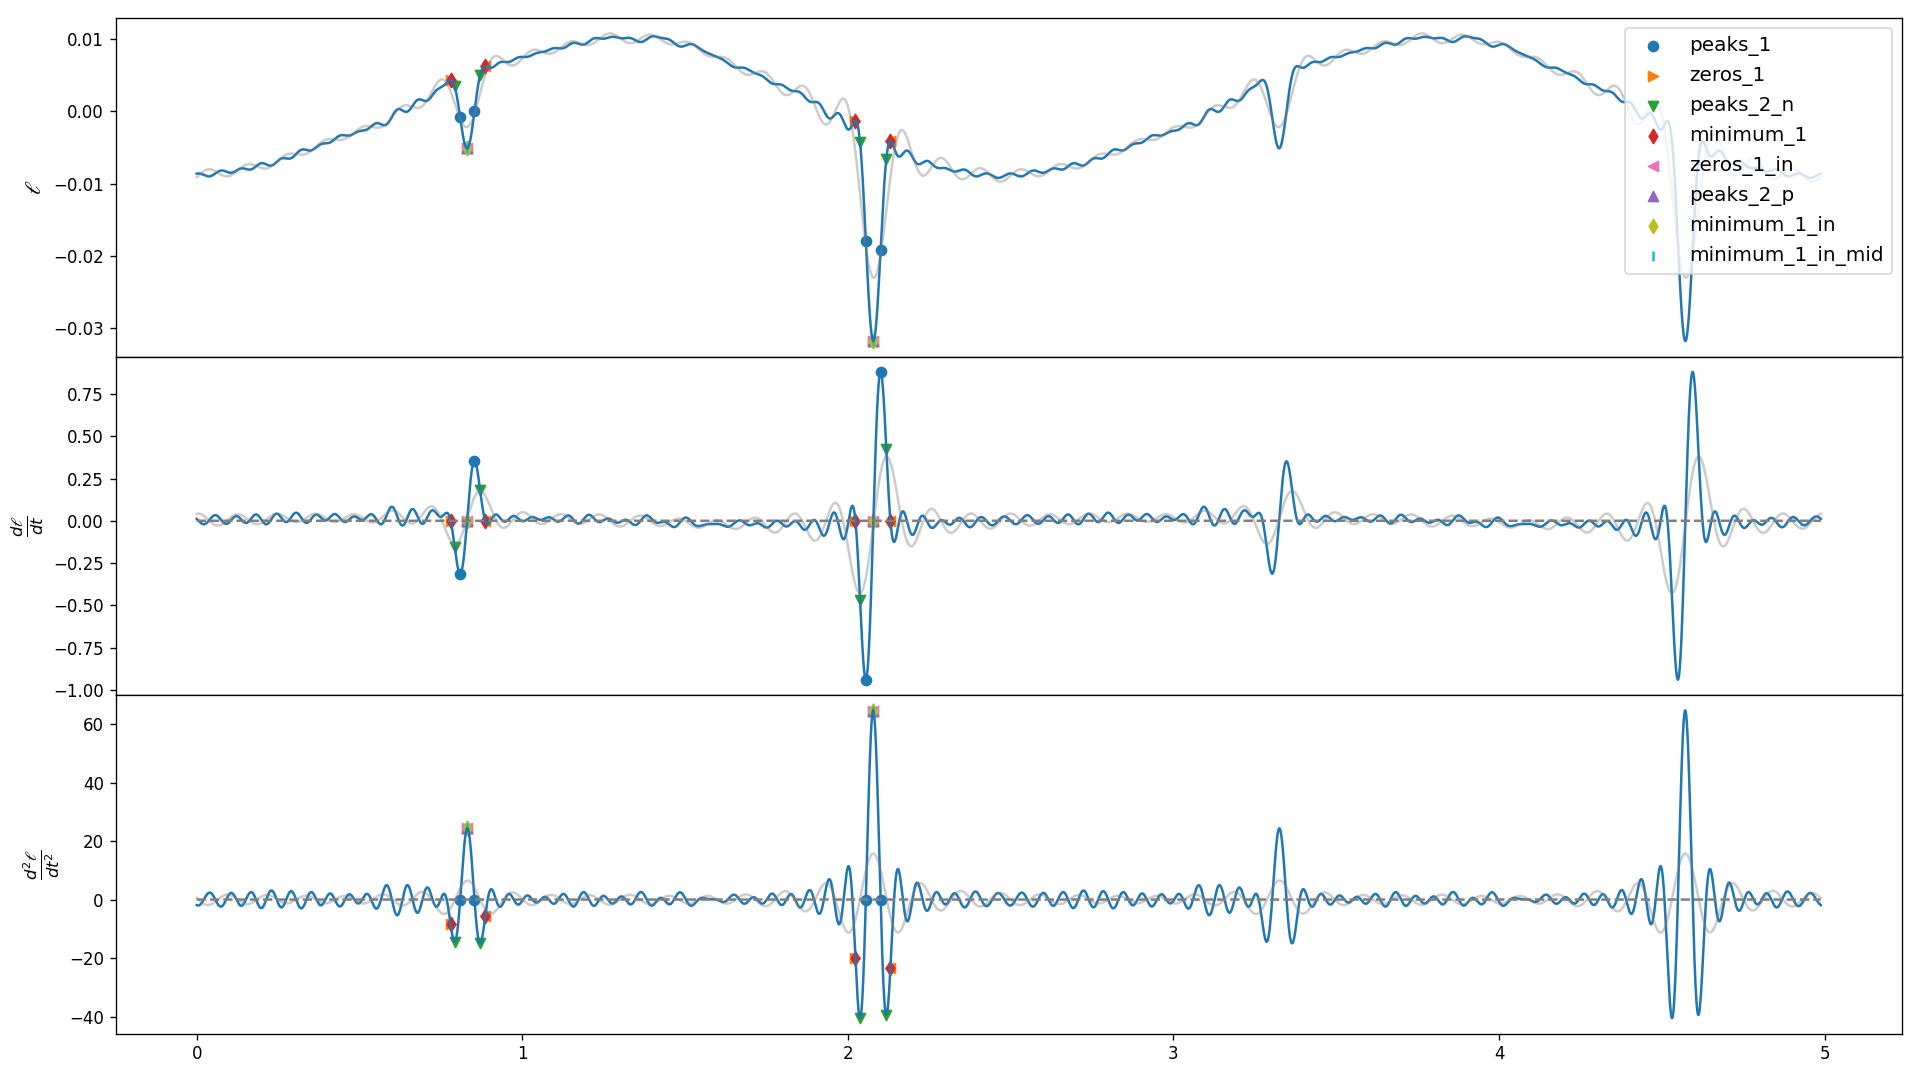 0.01
0.00
−0.01
−0.02
−0.03
ℓ
peaks_1
zeros_1
peaks_2_n
minimum_1
zeros_1_in
peaks_2_p
minimum_1_in
minimum_1_in_mid
0.75
0.50
0.25
0.00
−0.25
−0.50
−0.75
−1.00
dℓ
dt
60
40
20
0
−20
−40
d²ℓ
dt²
0 1 2 3 4 5